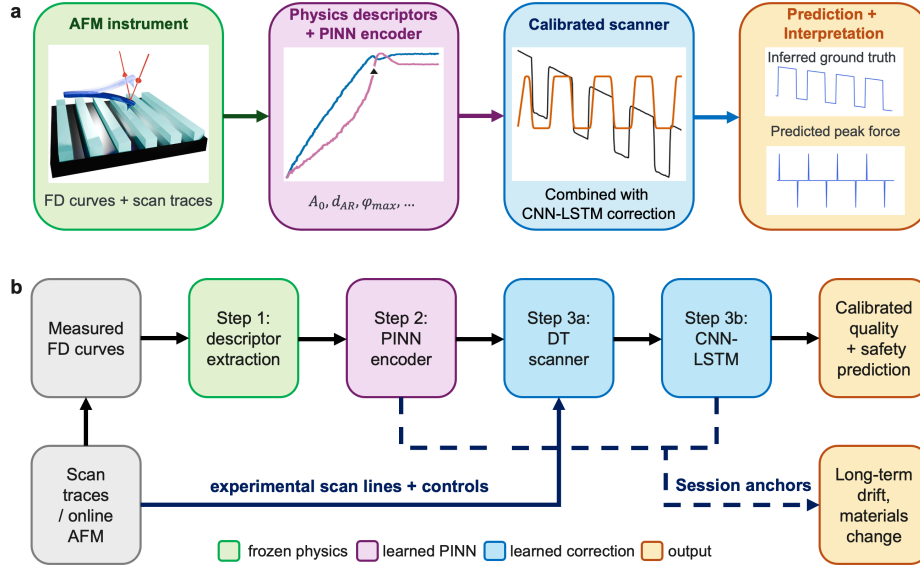 a
AFM instrument
FD curves + scan traces
Physics descriptors
+ PINN encoder
A₀, d_AR, φ_max, ...
Calibrated scanner
Combined with
CNN-LSTM correction
Prediction +
Interpretation
Inferred ground truth
Predicted peak force
b
Measured
FD curves
Step 1:
descriptor
extraction
Step 2:
PINN
encoder
Step 3a:
DT
scanner
Step 3b:
CNN-
LSTM
Calibrated
quality
+ safety
prediction
Scan
traces
/ online
AFM
experimental scan lines + controls
Session anchors
Long-term
drift,
materials
change
frozen physics
learned PINN
learned correction
output